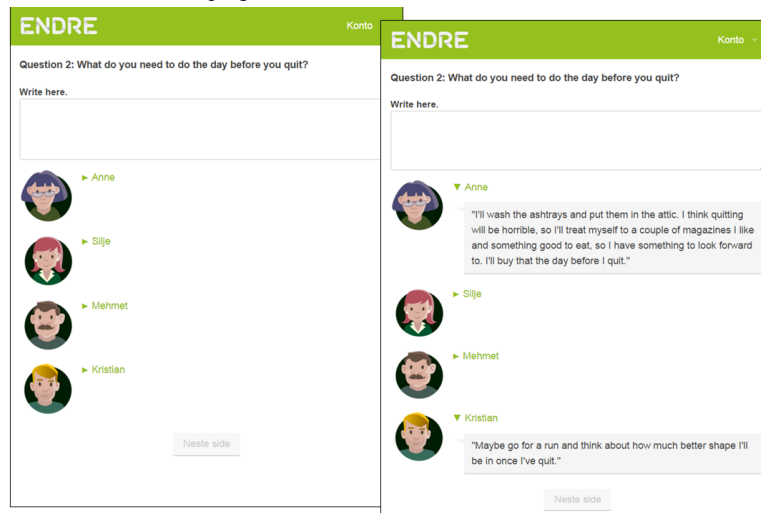 ENDRE
Konto
Question 2: What do you need to do the day before you quit?
Write here.
► Anne
► Silje
► Mehmet
► Kristian
Neste side
ENDRE
Konto
Question 2: What do you need to do the day before you quit?
Write here.
▼ Anne
"I'll wash the ashtrays and put them in the attic. I think quitting
will be horrible, so I'll treat myself to a couple of magazines I like
and something good to eat, so I have something to look forward
to. I'll buy that the day before I quit."
► Silje
► Mehmet
▼ Kristian
"Maybe go for a run and think about how much better shape I'll
be in once I've quit."
Neste side